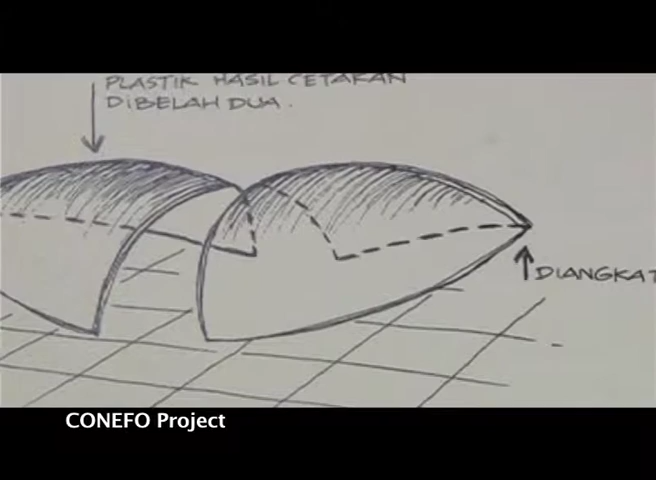 PLASTIK HASIL CETAKAN
DIBELAH DUA.
DIANGKAT
CONEFO Project